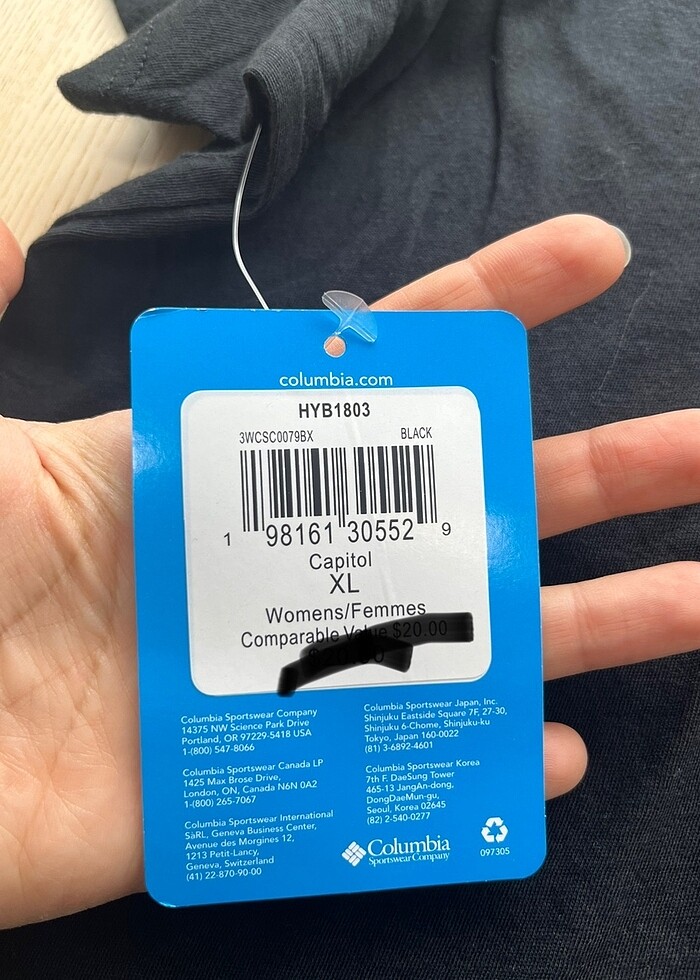 columbia.com
HYB1803
3WCSC0079BX BLACK
1 98161 30552 9
Capitol
XL
Womens/Femmes
Comparable Value $20.00
Columbia Sportswear Company
14375 NW Science Park Drive
Portland, OR 97229-5418 USA
1-(800) 547-8066
Columbia Sportswear Canada LP
1425 Max Brose Drive,
London, ON, Canada N6N 0A2
1-(800) 265-7067
Columbia Sportswear International
SàRL, Geneva Business Center,
Avenue des Morgines 12,
1213 Petit-Lancy,
Geneva, Switzerland
(41) 22-870-90-00
Columbia Sportswear Japan, Inc.
Shinjuku Eastside Square 7F, 27-30,
Shinjuku 6-Chome, Shinjuku-ku
Tokyo, Japan 160-0022
(81) 3-6892-4601
Columbia Sportswear Korea
7th F. DaeSung Tower
465-13 JangAn-dong,
DongDaeMun-gu,
Seoul, Korea 02645
(82) 2-540-0277
Columbia
Sportswear Company
097305